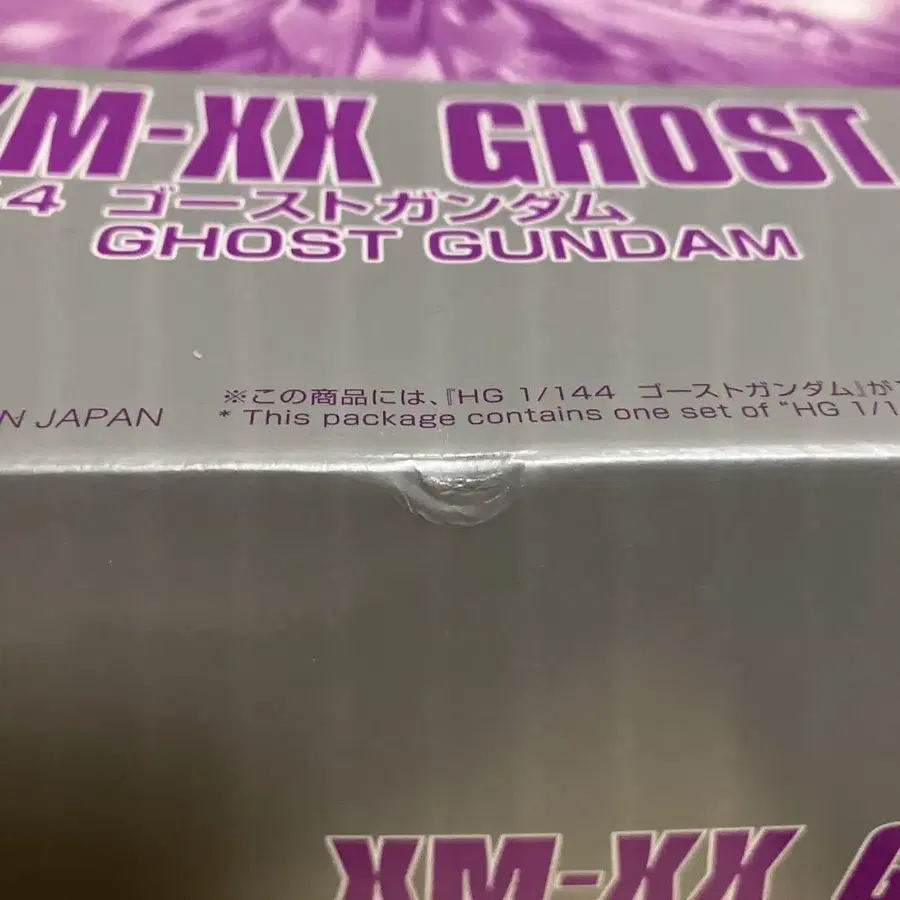 XM-XX GHOST
ゴーストガンダム
GHOST GUNDAM
※この商品には、『HG 1/144 ゴーストガンダム』が
IN JAPAN
* This package contains one set of "HG 1/1
XM-XX G